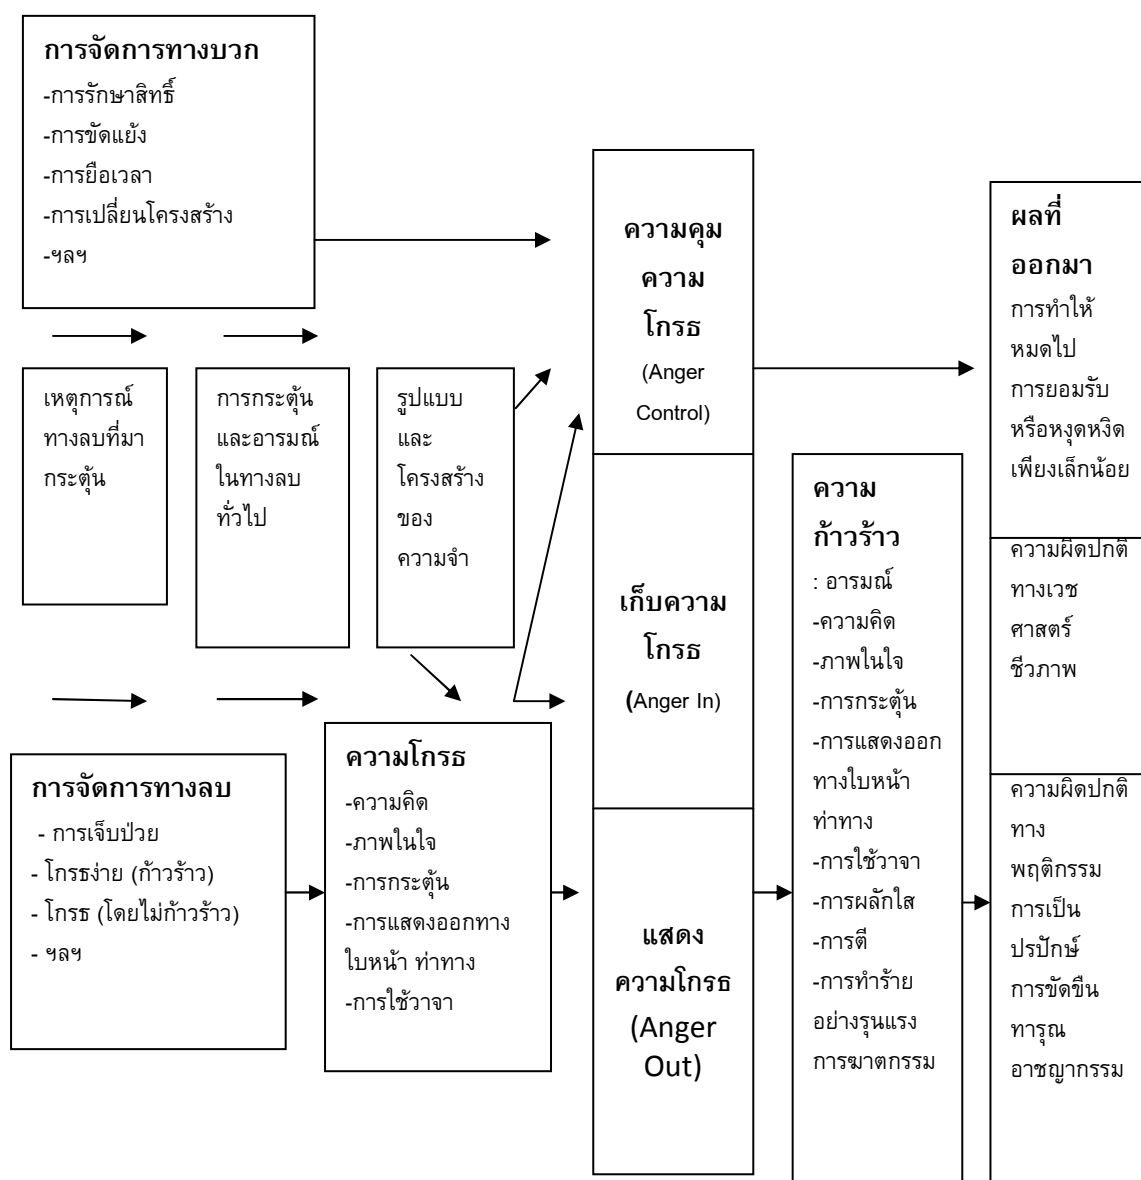 การจัดการทางบวก
-การรักษาสิทธิ์
-การขัดแย้ง
-การยืดเวลา
-การเปลี่ยนโครงสร้าง
-ฯลฯ
เหตุการณ์
ทางลบที่มา
กระตุ้น
การกระตุ้น
และอารมณ์
ในทางลบ
ทั่วไป
รูปแบบ
และ
โครงสร้าง
ของ
ความจำ
การจัดการทางลบ
- การเจ็บป่วย
- โกรธง่าย (ก้าวร้าว)
- โกรธ (โดยไม่ก้าวร้าว)
- ฯลฯ
ความโกรธ
-ความคิด
-ภาพในใจ
-การกระตุ้น
-การแสดงออกทาง
ใบหน้า ท่าทาง
-การใช้วาจา
ความคุม
ความ
โกรธ
(Anger
Control)
เก็บความ
โกรธ
(Anger In)
แสดง
ความโกรธ
(Anger
Out)
ความ
ก้าวร้าว
: อารมณ์
-ความคิด
-ภาพในใจ
-การกระตุ้น
-การแสดงออก
ทางใบหน้า
ท่าทาง
-การใช้วาจา
-การผลักใส
-การตี
-การทำร้าย
อย่างรุนแรง
การฆาตกรรม
ผลที่
ออกมา
การทำให้
หมดไป
การยอมรับ
หรือหงุดหงิด
เพียงเล็กน้อย
ความผิดปกติ
ทางเวช
ศาสตร์
ชีวภาพ
ความผิดปกติ
ทาง
พฤติกรรม
การเป็น
ปรปักษ์
การขัดขืน
ทารุณ
อาชญากรรม